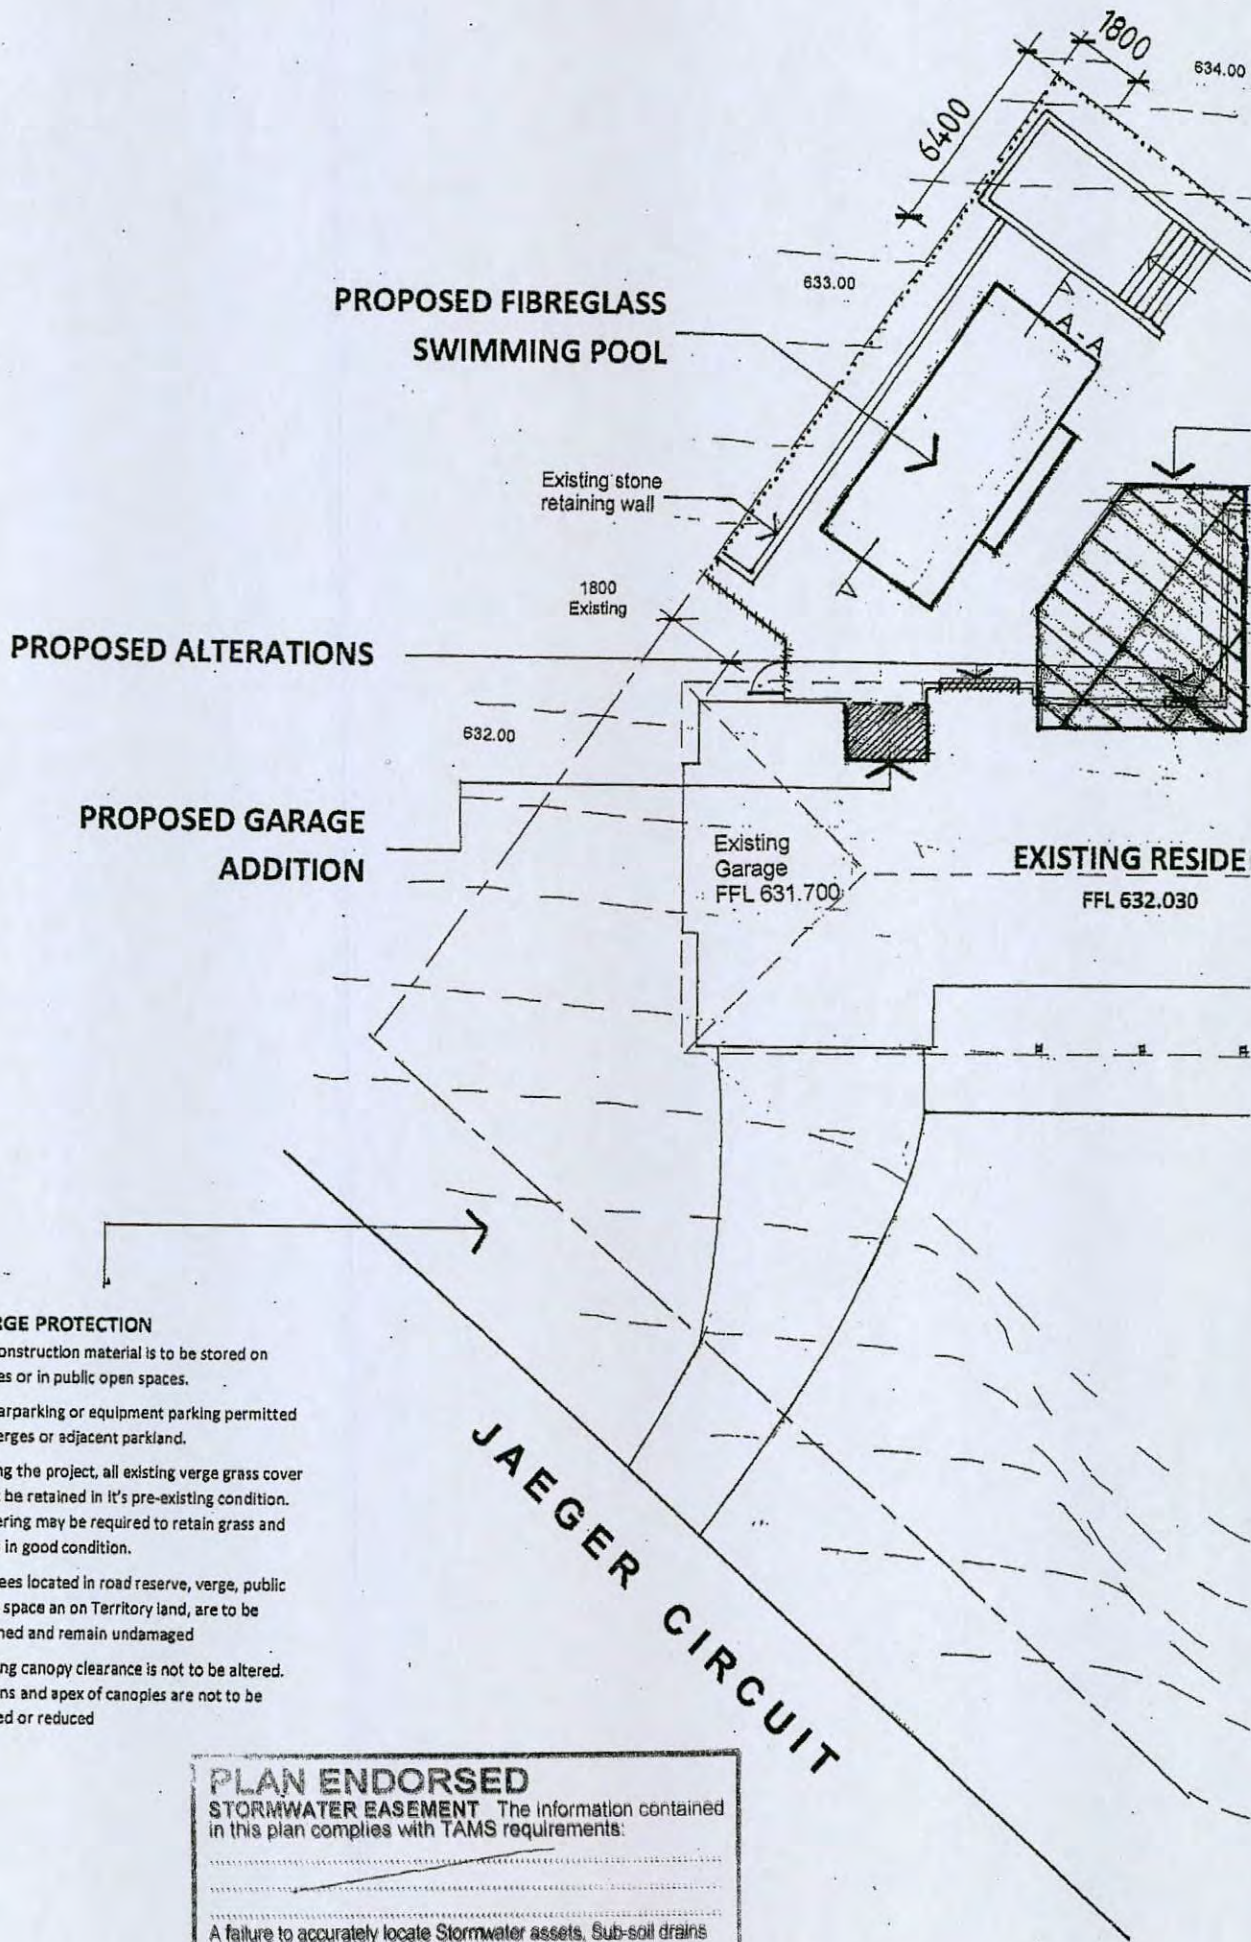 1800
634.00
6400
633.00
PROPOSED FIBREGLASS
SWIMMING POOL
A-A
Existing stone
retaining wall
1800
Existing
PROPOSED ALTERATIONS
632.00
PROPOSED GARAGE
ADDITION
Existing
Garage
FFL 631.700
EXISTING RESIDE
FFL 632.030
RGE PROTECTION
onstruction material is to be stored on
es or in public open spaces.
arparking or equipment parking permitted
erges or adjacent parkland.
ng the project, all existing verge grass cover
be retained in it's pre-existing condition.
ering may be required to retain grass and
in good condition.
ees located in road reserve, verge, public
space an on Territory land, are to be
ned and remain undamaged
ng canopy clearance is not to be altered.
ns and apex of canopies are not to be
ed or reduced
JAEGER CIRCUIT
PLAN ENDORSED
STORMWATER EASEMENT The information contained
in this plan complies with TAMS requirements:
A failure to accurately locate Stormwater assets, Sub-soil drains